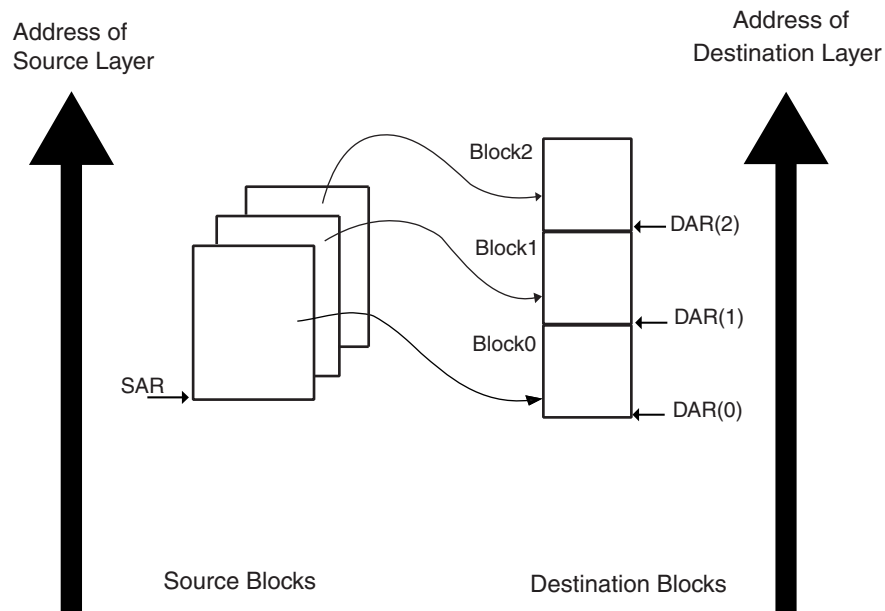 Address of
Source Layer
Address of
Destination Layer
Block2
DAR(2)
Block1
DAR(1)
Block0
SAR
DAR(0)
Source Blocks
Destination Blocks